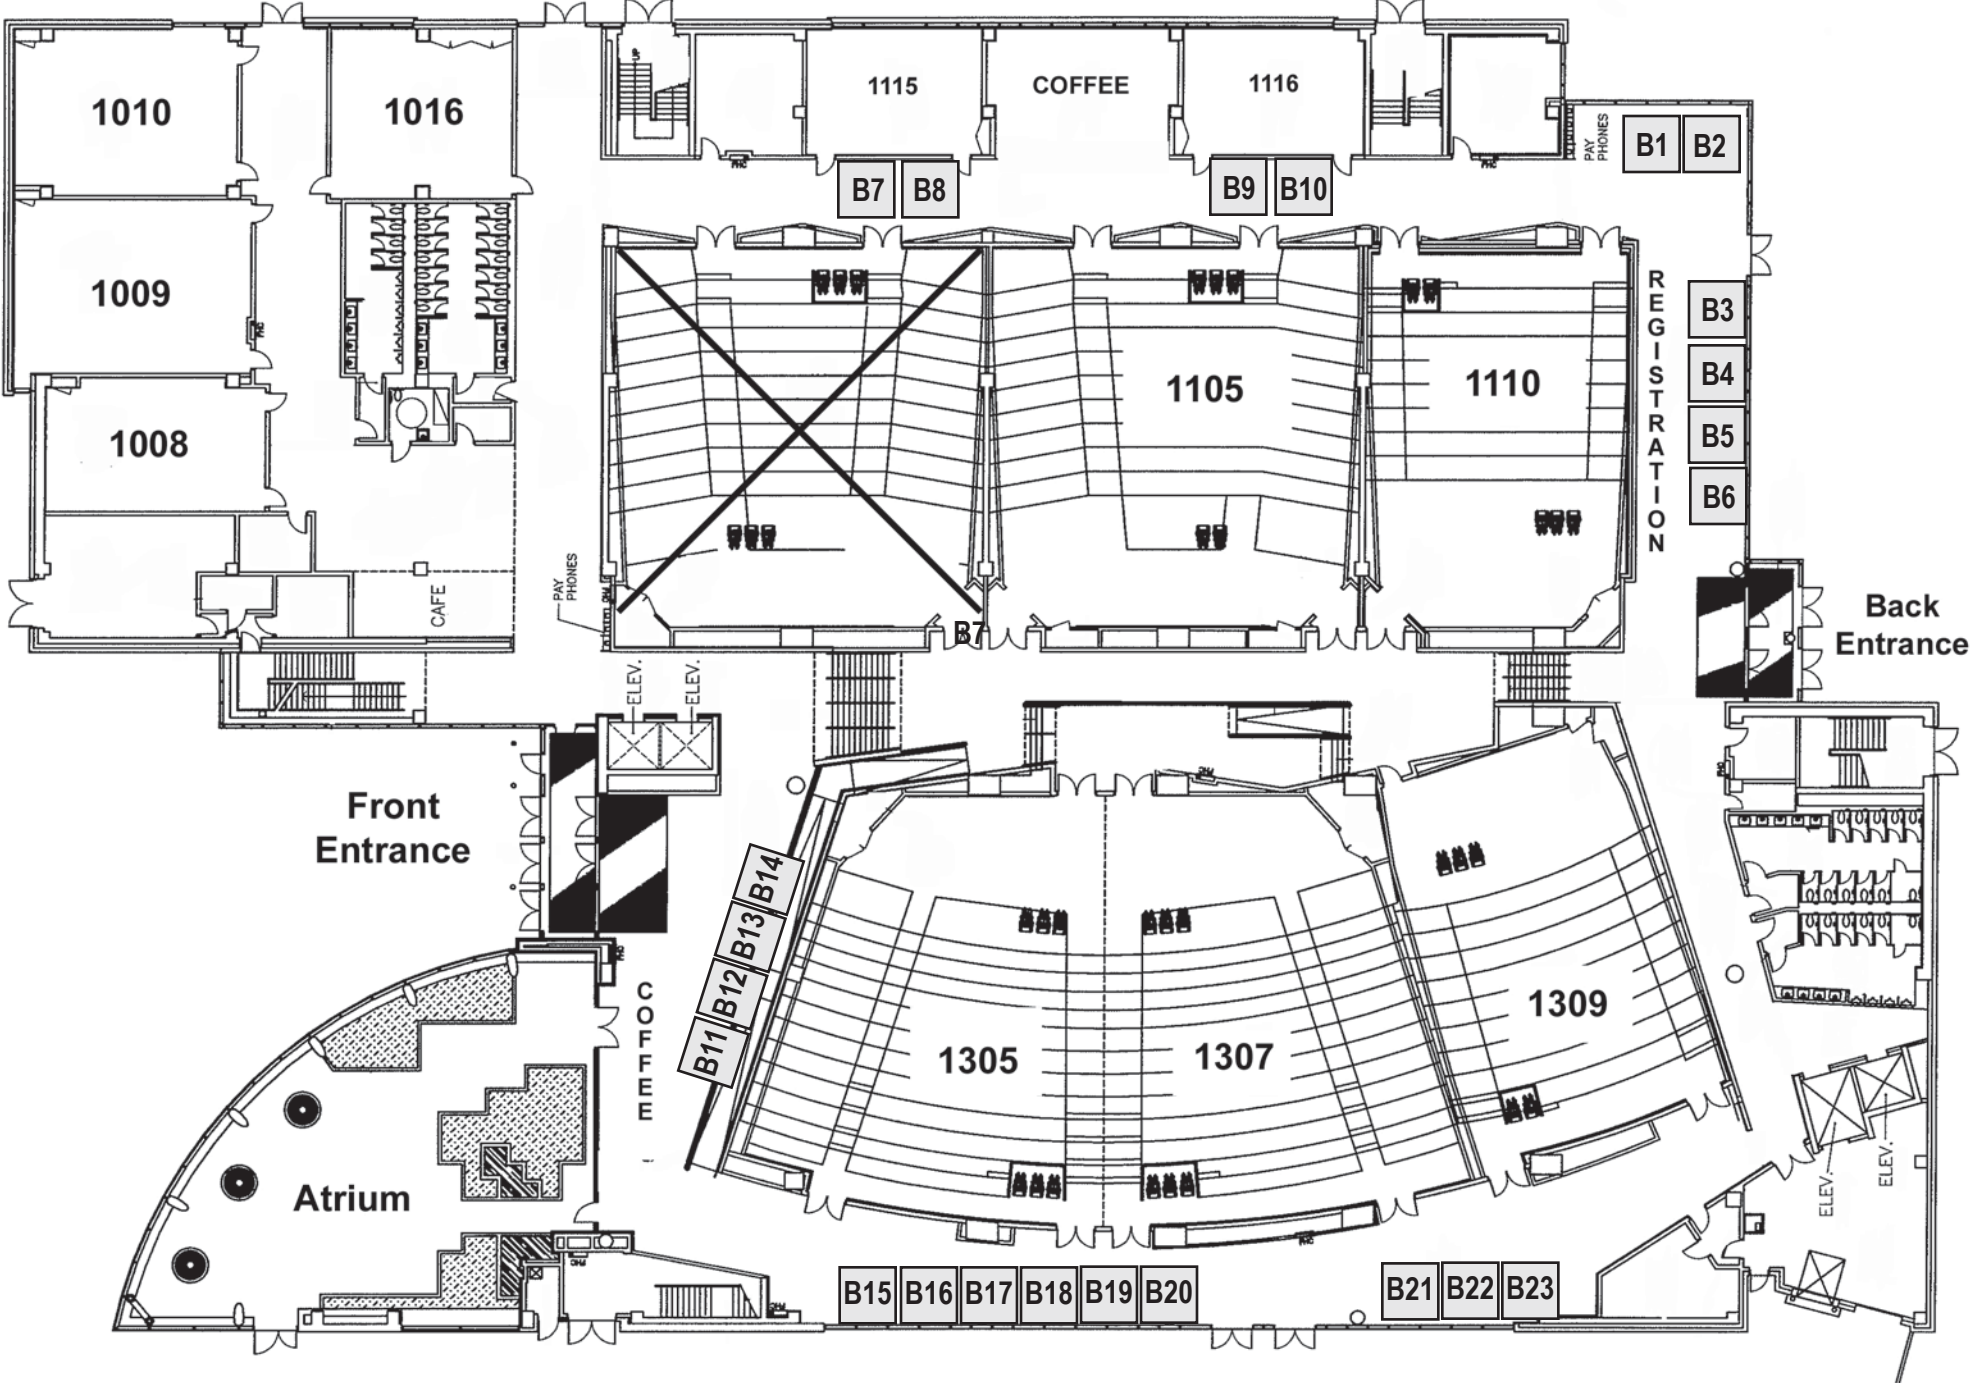 1010
1016
UP
1115
COFFEE
1116
PAY
PHONES
B1
B2
B7
B8
B9
B10
1009
REGISTRATION
B3
B4
B5
B6
1105
1110
1008
CAFE
PAY
PHONES
B7
Back
Entrance
ELEV.
ELEV.
Front
Entrance
B14
B13
B12
B11
COFFEE
1305
1307
1309
Atrium
ELEV.
ELEV.
B15
B16
B17
B18
B19
B20
B21
B22
B23